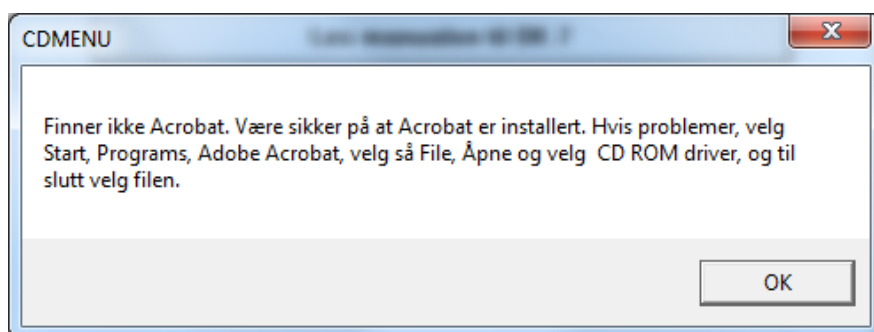 CDMENU
Finner ikke Acrobat. Være sikker på at Acrobat er installert. Hvis problemer, velg
Start, Programs, Adobe Acrobat, velg så File, Åpne og velg  CD ROM driver, og til
slutt velg filen.
OK